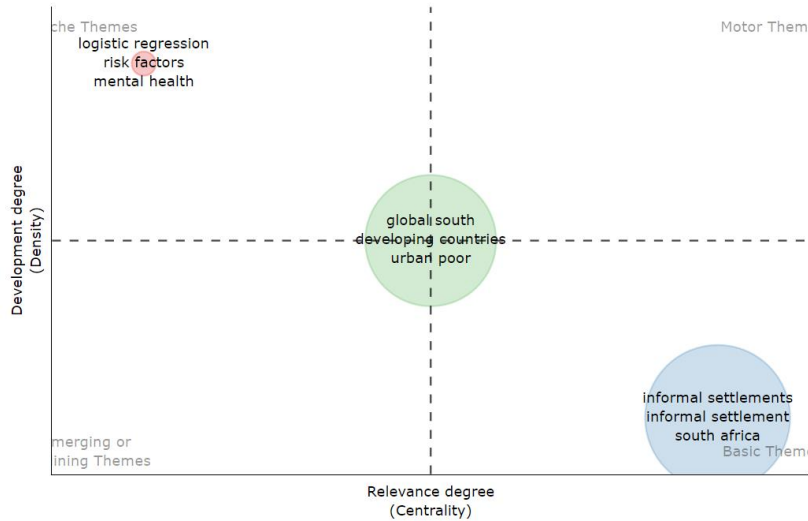 che Themes
Motor Them
logistic regression
risk factors
mental health
Development degree
(Density)
global south
developing countries
urban poor
informal settlements
informal settlement
south africa
merging or
ining Themes
Basic Theme
Relevance degree
(Centrality)